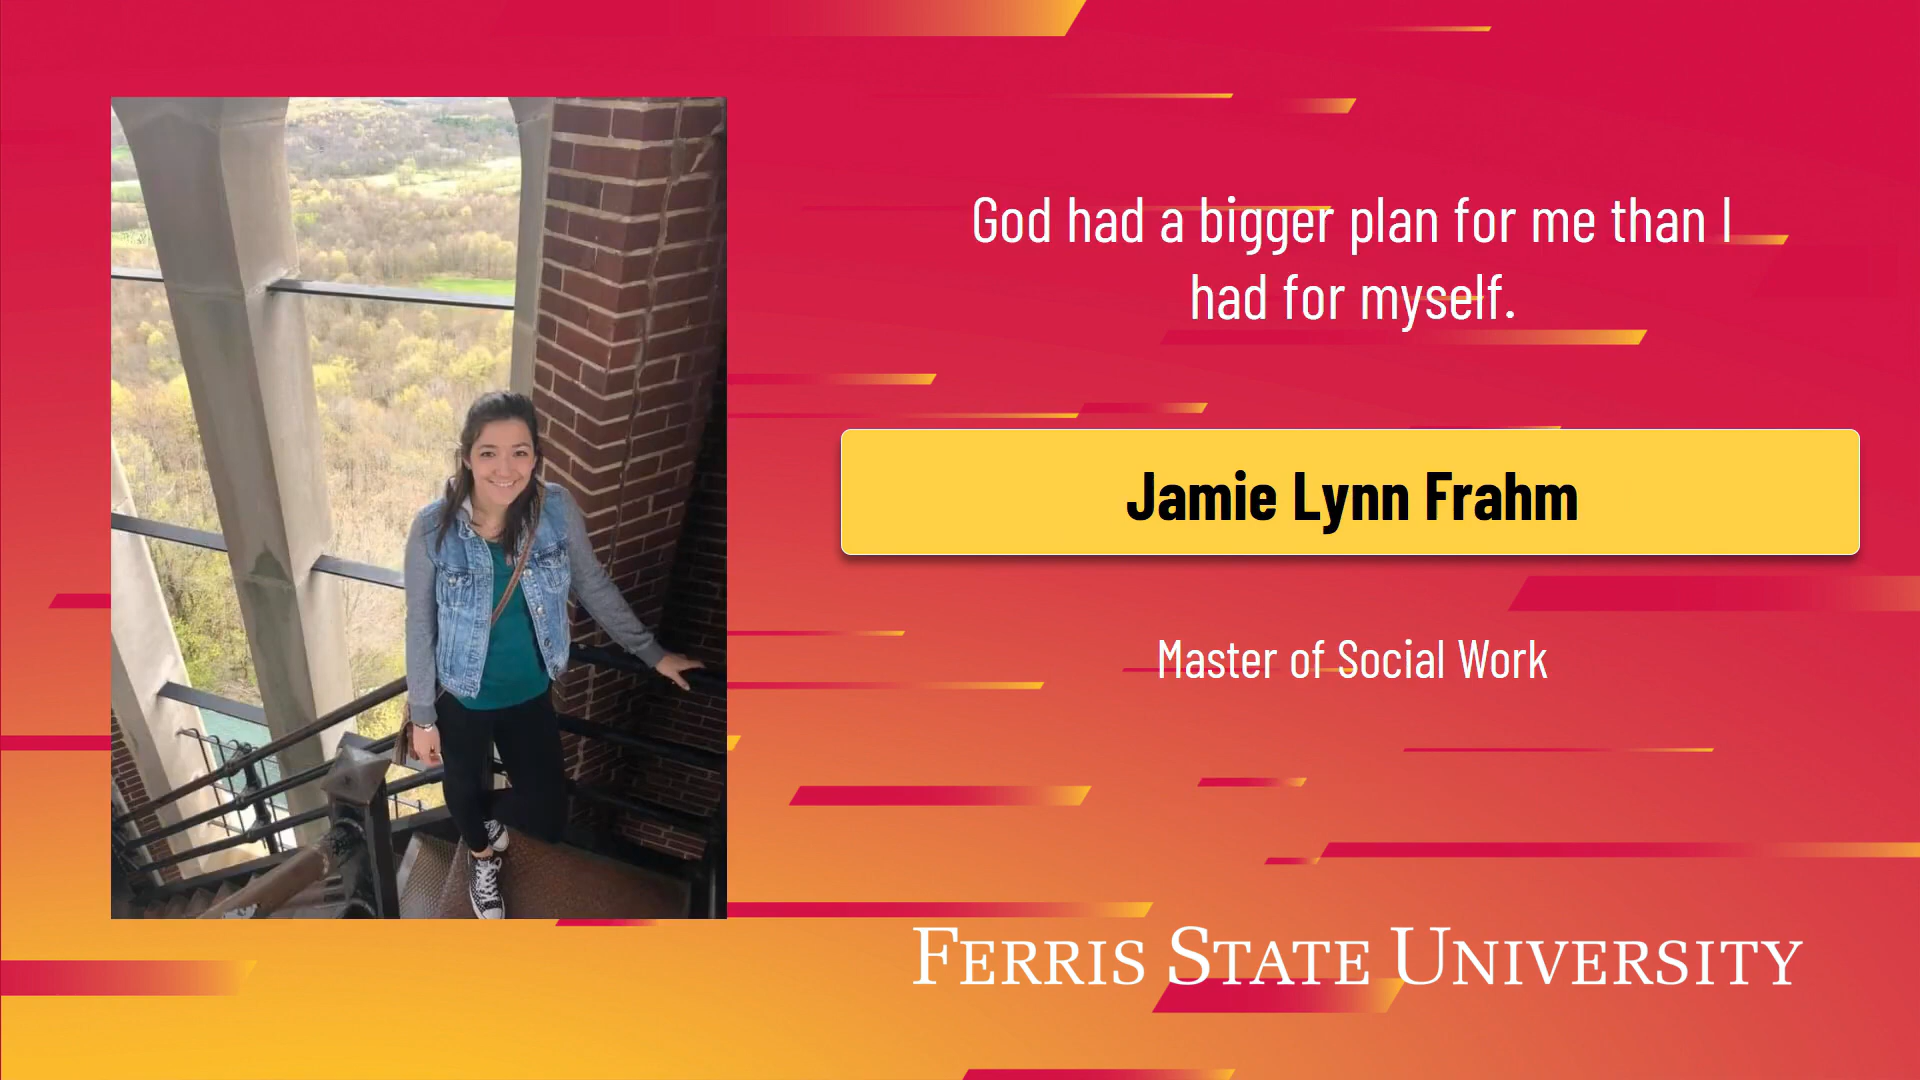 God had a bigger plan for me than I
had for myself.
Jamie Lynn Frahm
Master of Social Work
FERRIS STATE UNIVERSITY